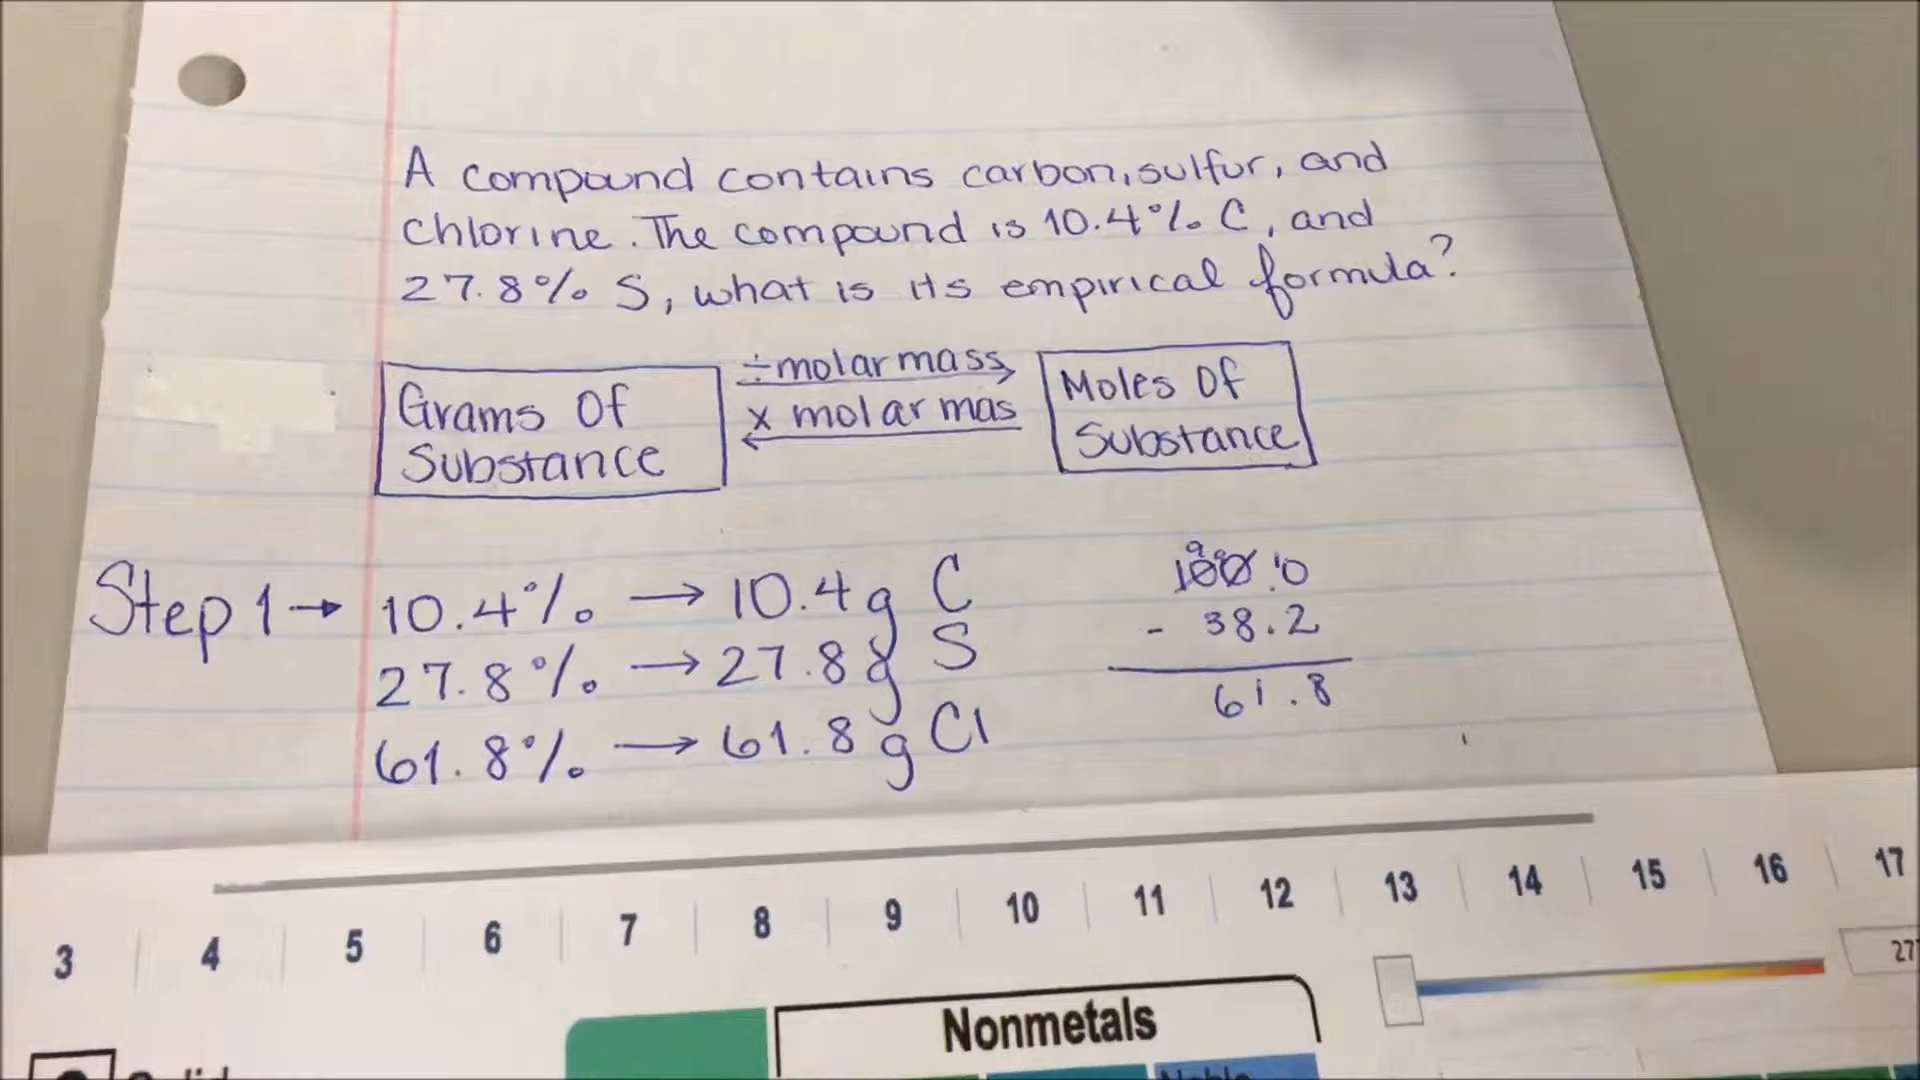 A compound contains carbon, sulfur, and
chlorine. The compound is 10.4% C, and
27.8% S, what is its empirical formula?
Grams Of
Substance
÷ molar mass
x molar mas
Moles Of
Substance
Step 1 → 10.4% → 10.4g C
27.8% → 27.8g S
61.8% → 61.8g Cl
100.0
- 38.2
61.8
3 4 5 6 7 8 9 10 11 12 13 14 15 16 17
Nonmetals